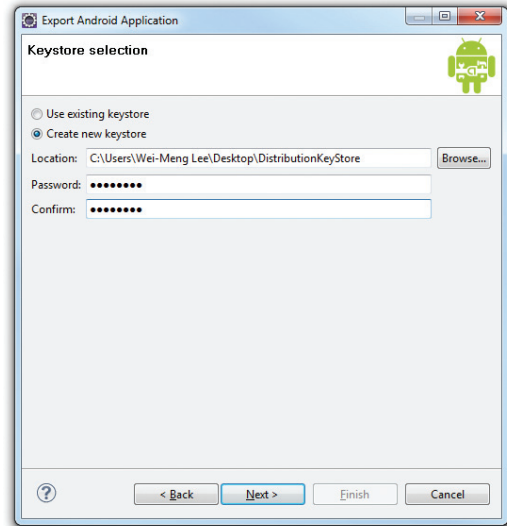 Export Android Application
Keystore selection
Use existing keystore
Create new keystore
Location: C:\Users\Wei-Meng Lee\Desktop\DistributionKeyStore Browse...
Password: ●●●●●●●●
Confirm: ●●●●●●●●
? < Back Next > Finish Cancel